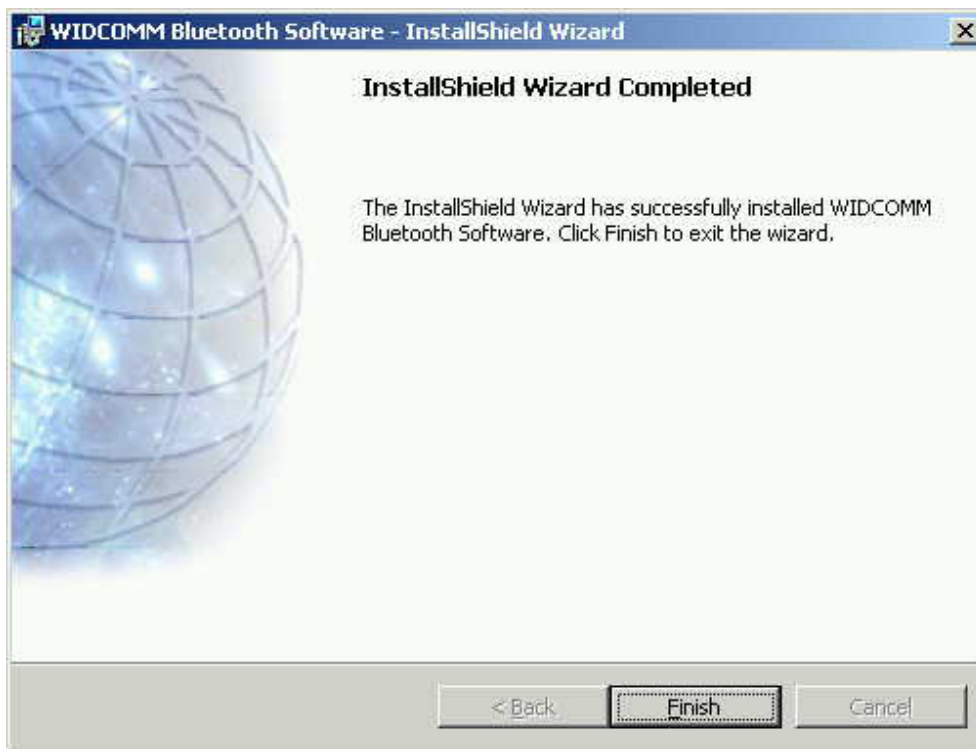 WIDCOMM Bluetooth Software - InstallShield Wizard
InstallShield Wizard Completed
The InstallShield Wizard has successfully installed WIDCOMM
Bluetooth Software. Click Finish to exit the wizard.
< Back
Finish
Cancel